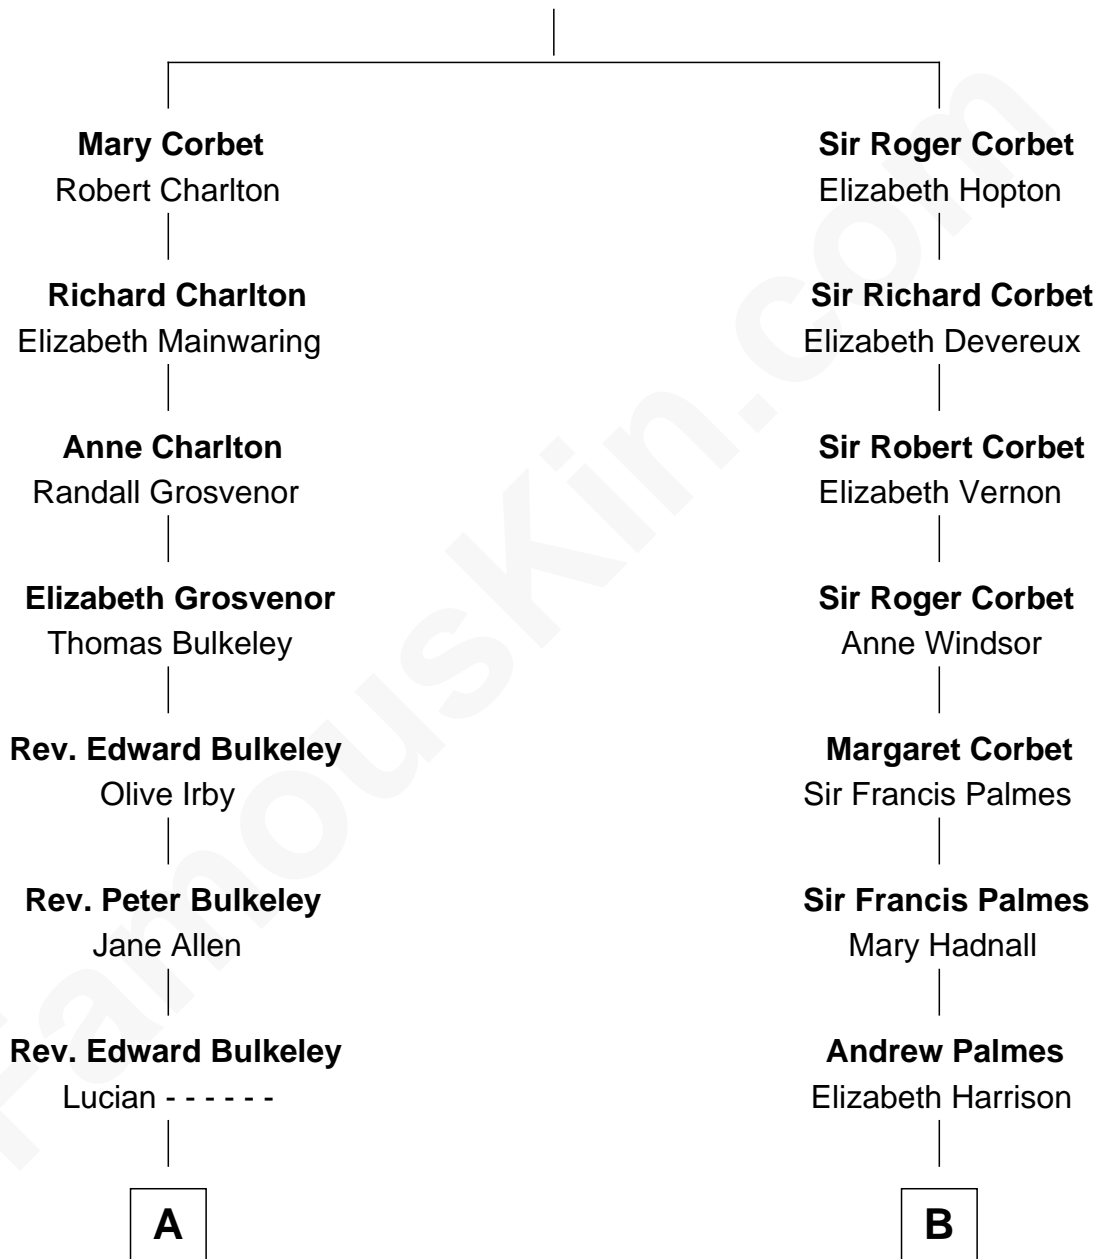 Mary Corbet
Robert Charlton
Richard Charlton
Elizabeth Mainwaring
Anne Charlton
Randall Grosvenor
Elizabeth Grosvenor
Thomas Bulkeley
Rev. Edward Bulkeley
Olive Irby
Rev. Peter Bulkeley
Jane Allen
Rev. Edward Bulkeley
Lucian - - - - - -
A
Sir Roger Corbet
Elizabeth Hopton
Sir Richard Corbet
Elizabeth Devereux
Sir Robert Corbet
Elizabeth Vernon
Sir Roger Corbet
Anne Windsor
Margaret Corbet
Sir Francis Palmes
Sir Francis Palmes
Mary Hadnall
Andrew Palmes
Elizabeth Harrison
B
FamousKin.com